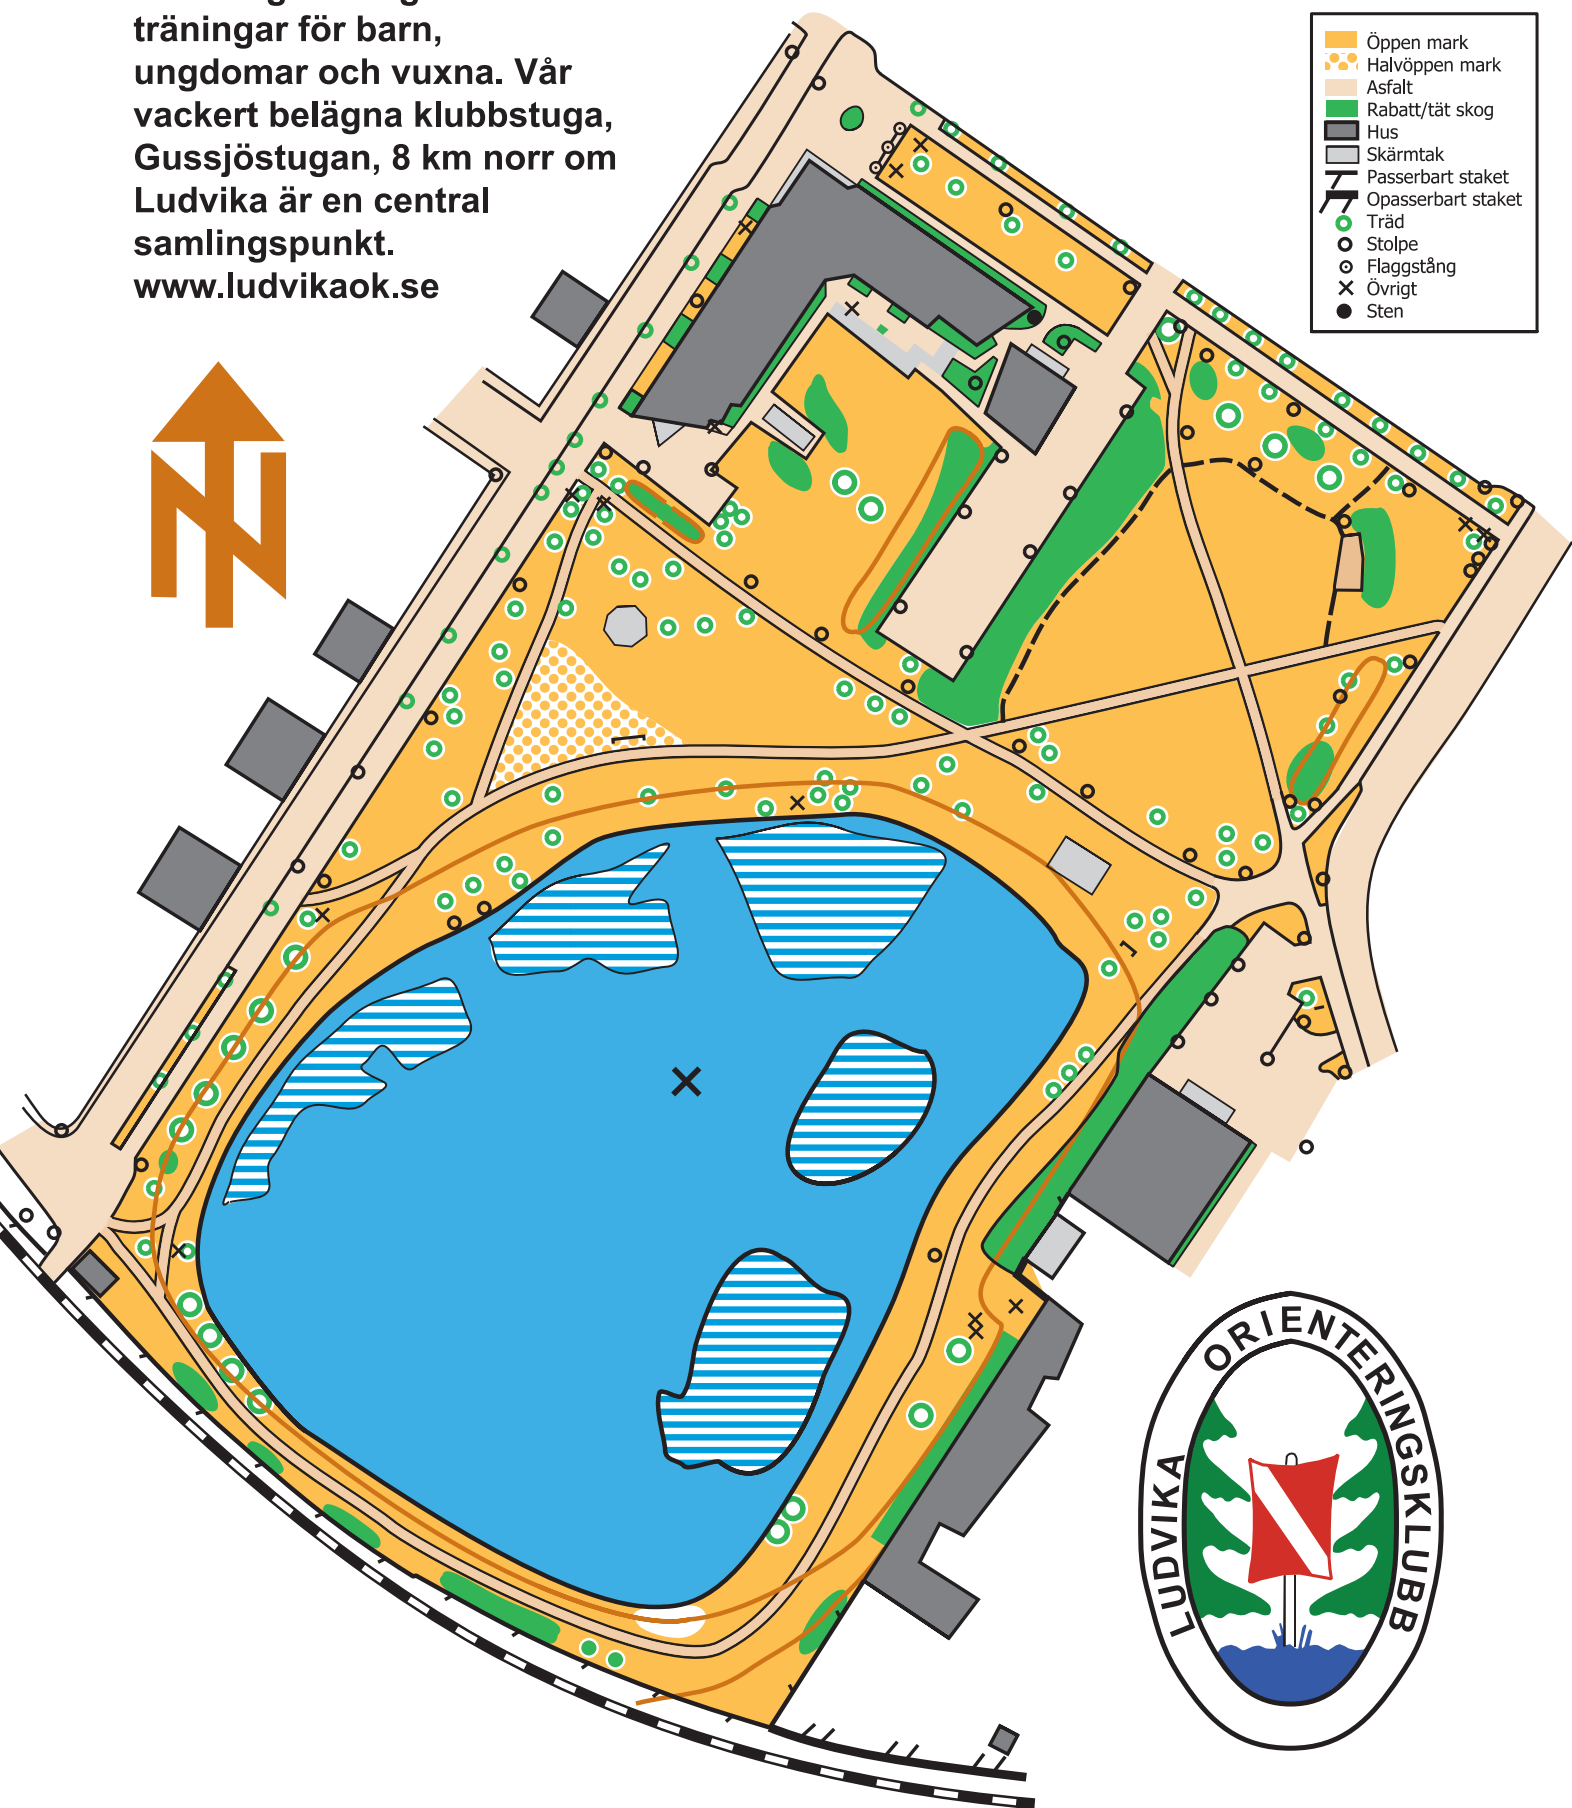 träningar för barn,
ungdomar och vuxna. Vår
vackert belägna klubbstuga,
Gussjöstugan, 8 km norr om
Ludvika är en central
samlingspunkt.
www.ludvikaok.se
Öppen mark
Halvöppen mark
Asfalt
Rabatt/tät skog
Hus
Skärmtak
Passerbart staket
Opasserbart staket
Träd
Stolpe
Flaggstång
Övrigt
Sten
N
LUDVIKA ORIENTERINGSKLUBB